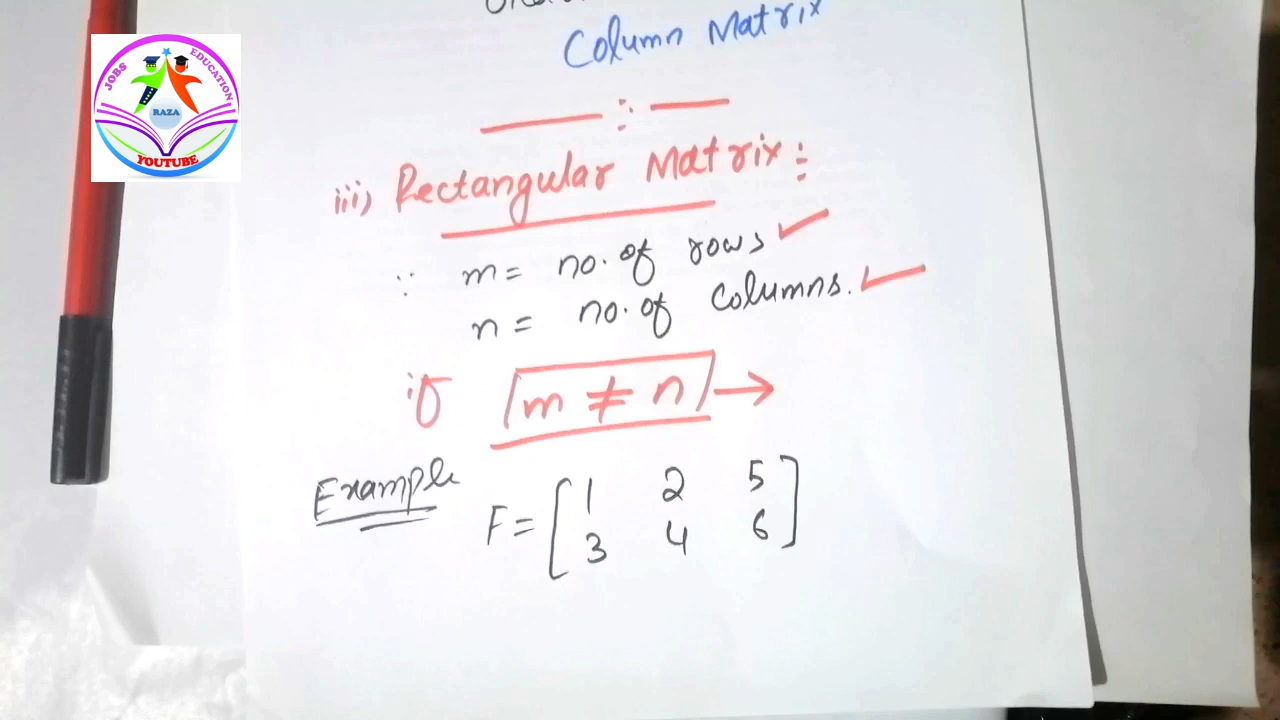 Column Matrix
JOBS EDUCATION
RAZA
YOUTUBE
iii) Rectangular Matrix:
∵ m = no. of rows ✓
n = no. of columns. ✓
if m ≠ n →
Example
F = [ 1 2 5
3 4 6 ]